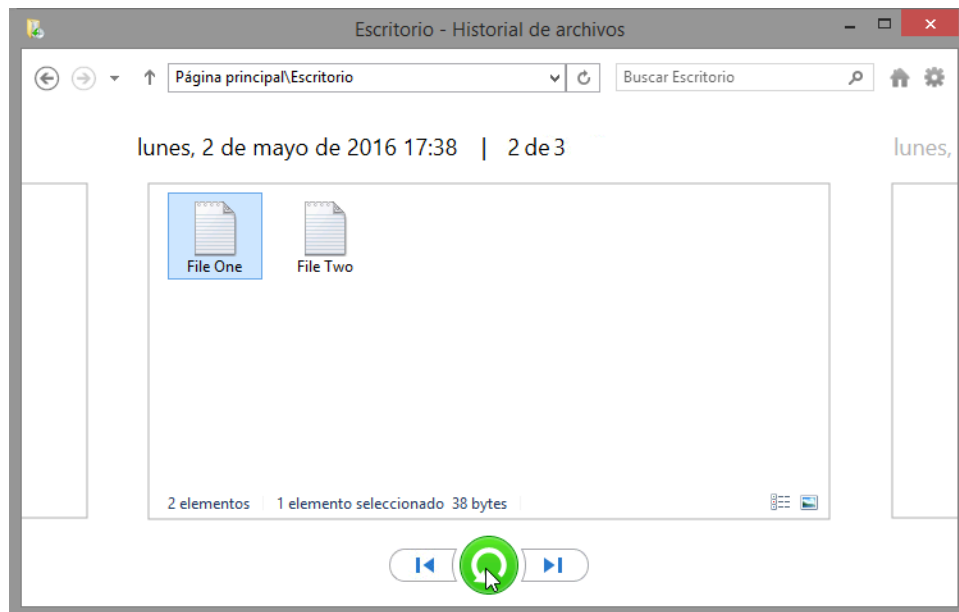 Escritorio - Historial de archivos
Página principal\Escritorio
Buscar Escritorio
lunes, 2 de mayo de 2016 17:38 | 2 de 3
lunes,
File One
File Two
2 elementos
1 elemento seleccionado 38 bytes